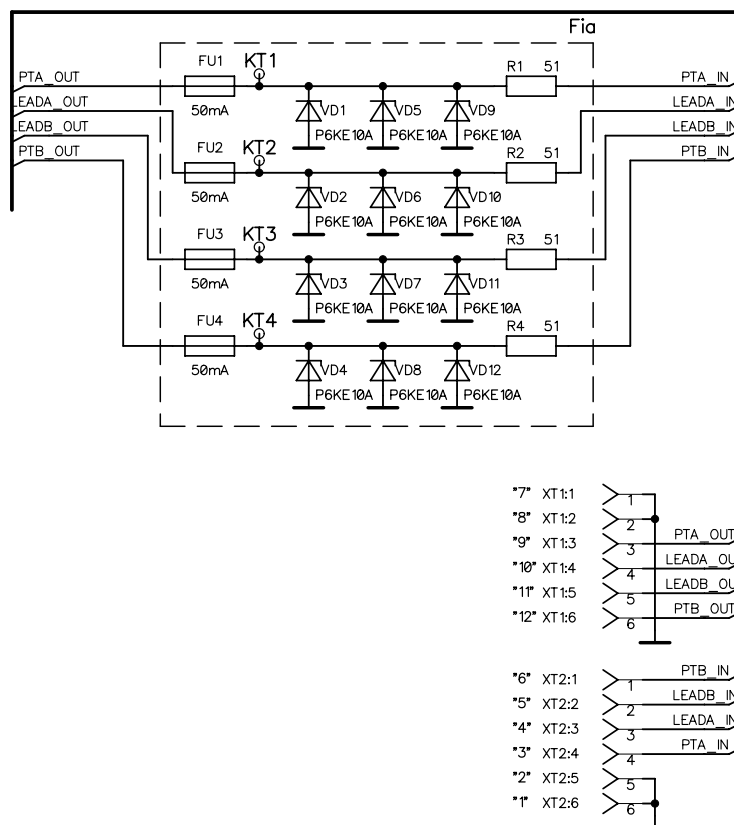 Fia
FU1 KT1 R1 51
PTA_OUT PTA_IN
LEADA_OUT 50mA VD1 VD5 VD9 LEADA_IN
LEADB_OUT P6KE10A P6KE10A P6KE10A LEADB_IN
PTB_OUT FU2 KT2 R2 51 PTB_IN
50mA VD2 VD6 VD10
P6KE10A P6KE10A P6KE10A
FU3 KT3 R3 51
50mA VD3 VD7 VD11
P6KE10A P6KE10A P6KE10A
FU4 KT4 R4 51
50mA VD4 VD8 VD12
P6KE10A P6KE10A P6KE10A
"7" XT1:1 1
"8" XT1:2 2
"9" XT1:3 3 PTA_OUT
"10" XT1:4 4 LEADA_OU
"11" XT1:5 5 LEADB_OU
"12" XT1:6 6 PTB_OUT
"6" XT2:1 1 PTB_IN
"5" XT2:2 2 LEADB_IN
"4" XT2:3 3 LEADA_IN
"3" XT2:4 4 PTA_IN
"2" XT2:5 5
"1" XT2:6 6